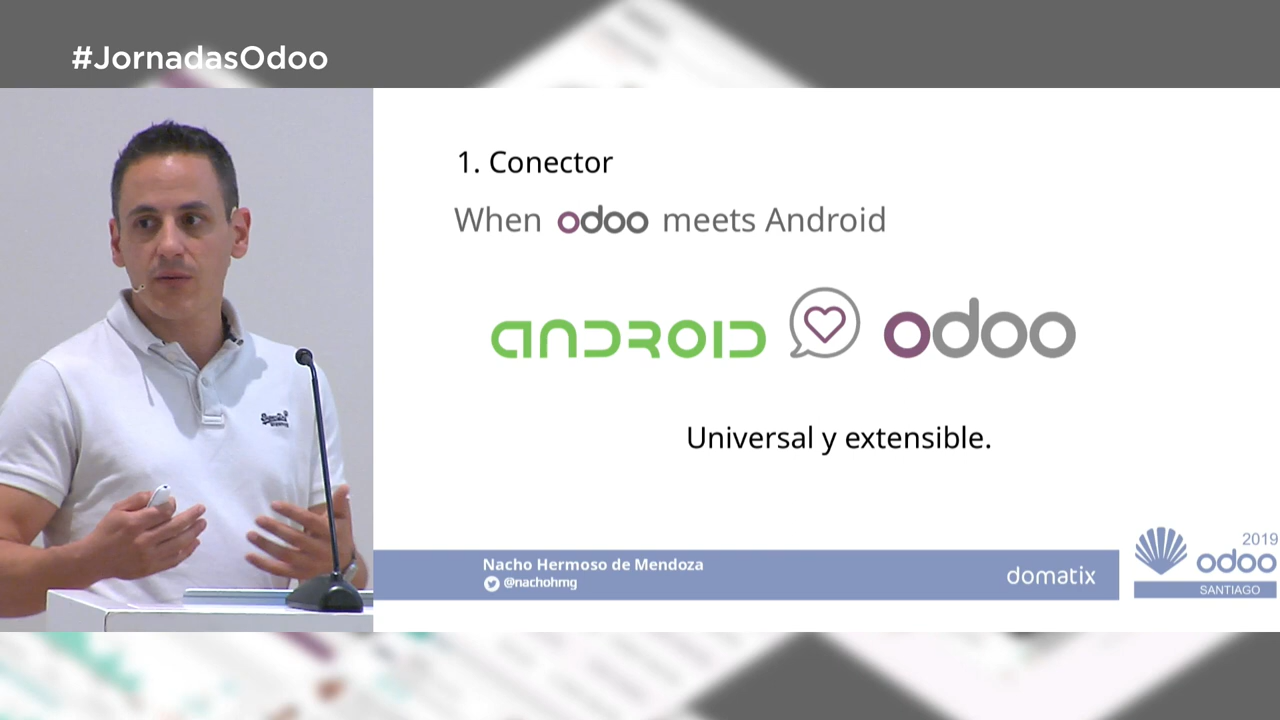 #JornadasOdoo
1. Conector
When odoo meets Android
ANDROID odoo
Universal y extensible.
Nacho Hermoso de Mendoza
@nachohmg
domatix
2019
odoo
SANTIAGO